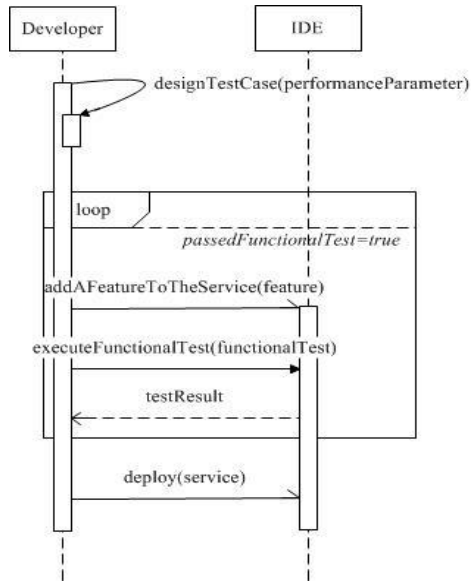 Developer
IDE
designTestCase(performanceParameter)
loop
passedFunctionalTest=true
addAFeatureToTheService(feature)
executeFunctionalTest(functionalTest)
testResult
deploy(service)